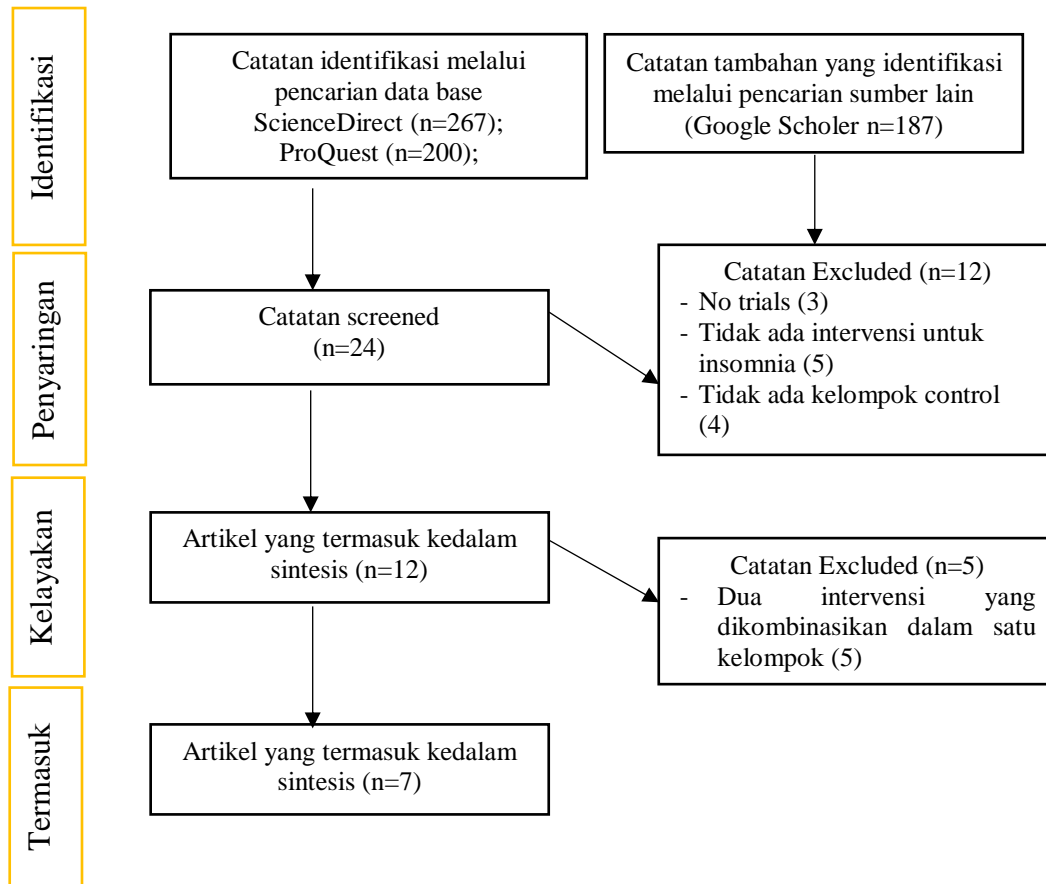 Identifikasi
Catatan identifikasi melalui
pencarian data base
ScienceDirect (n=267);
ProQuest (n=200);
Catatan tambahan yang identifikasi
melalui pencarian sumber lain
(Google Scholer n=187)
Penyaringan
Catatan screened
(n=24)
Catatan Excluded (n=12)
- No trials (3)
- Tidak ada intervensi untuk
insomnia (5)
- Tidak ada kelompok control
(4)
Kelayakan
Artikel yang termasuk kedalam
sintesis (n=12)
Catatan Excluded (n=5)
- Dua intervensi yang
dikombinasikan dalam satu
kelompok (5)
Termasuk
Artikel yang termasuk kedalam
sintesis (n=7)